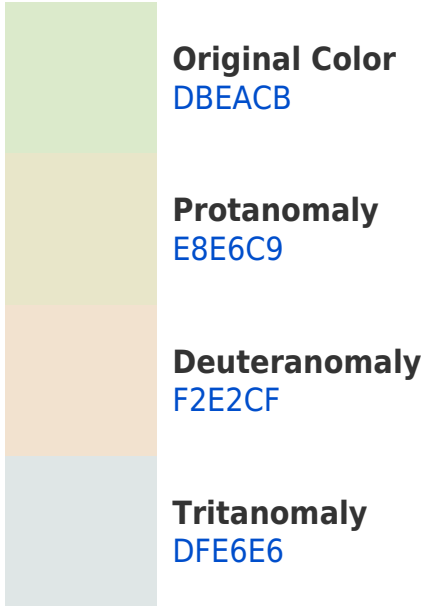 Original Color
DBEACB
Protanomaly
E8E6C9
Deuteranomaly
F2E2CF
Tritanomaly
DFE6E6